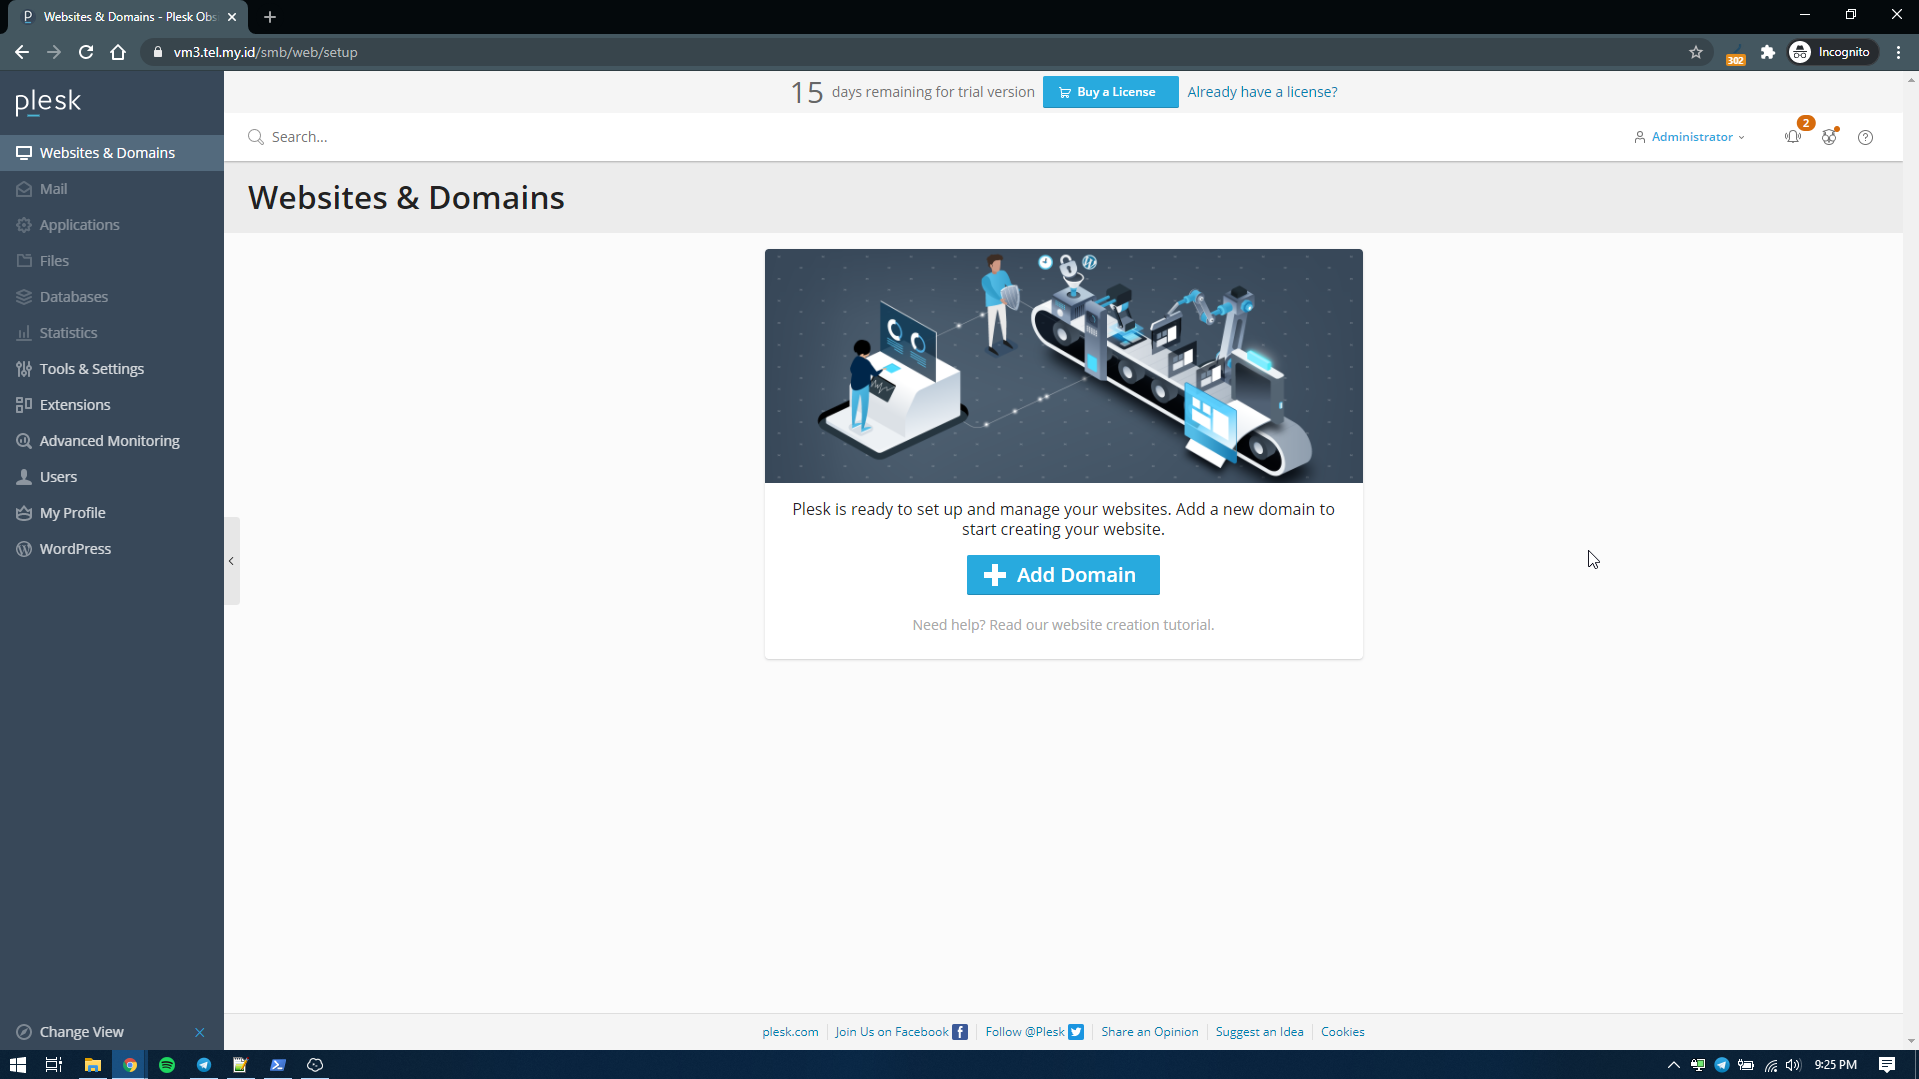 Websites & Domains - Plesk Obs
vm3.tel.my.id/smb/web/setup
302
Incognito
plesk
15 days remaining for trial version
Buy a License
Already have a license?
Search...
Administrator
2
Websites & Domains
Mail
Applications
Files
Databases
Statistics
Tools & Settings
Extensions
Advanced Monitoring
Users
My Profile
WordPress
Change View
Websites & Domains
Plesk is ready to set up and manage your websites. Add a new domain to
start creating your website.
Add Domain
Need help? Read our website creation tutorial.
plesk.com
Join Us on Facebook
Follow @Plesk
Share an Opinion
Suggest an Idea
Cookies
9:25 PM